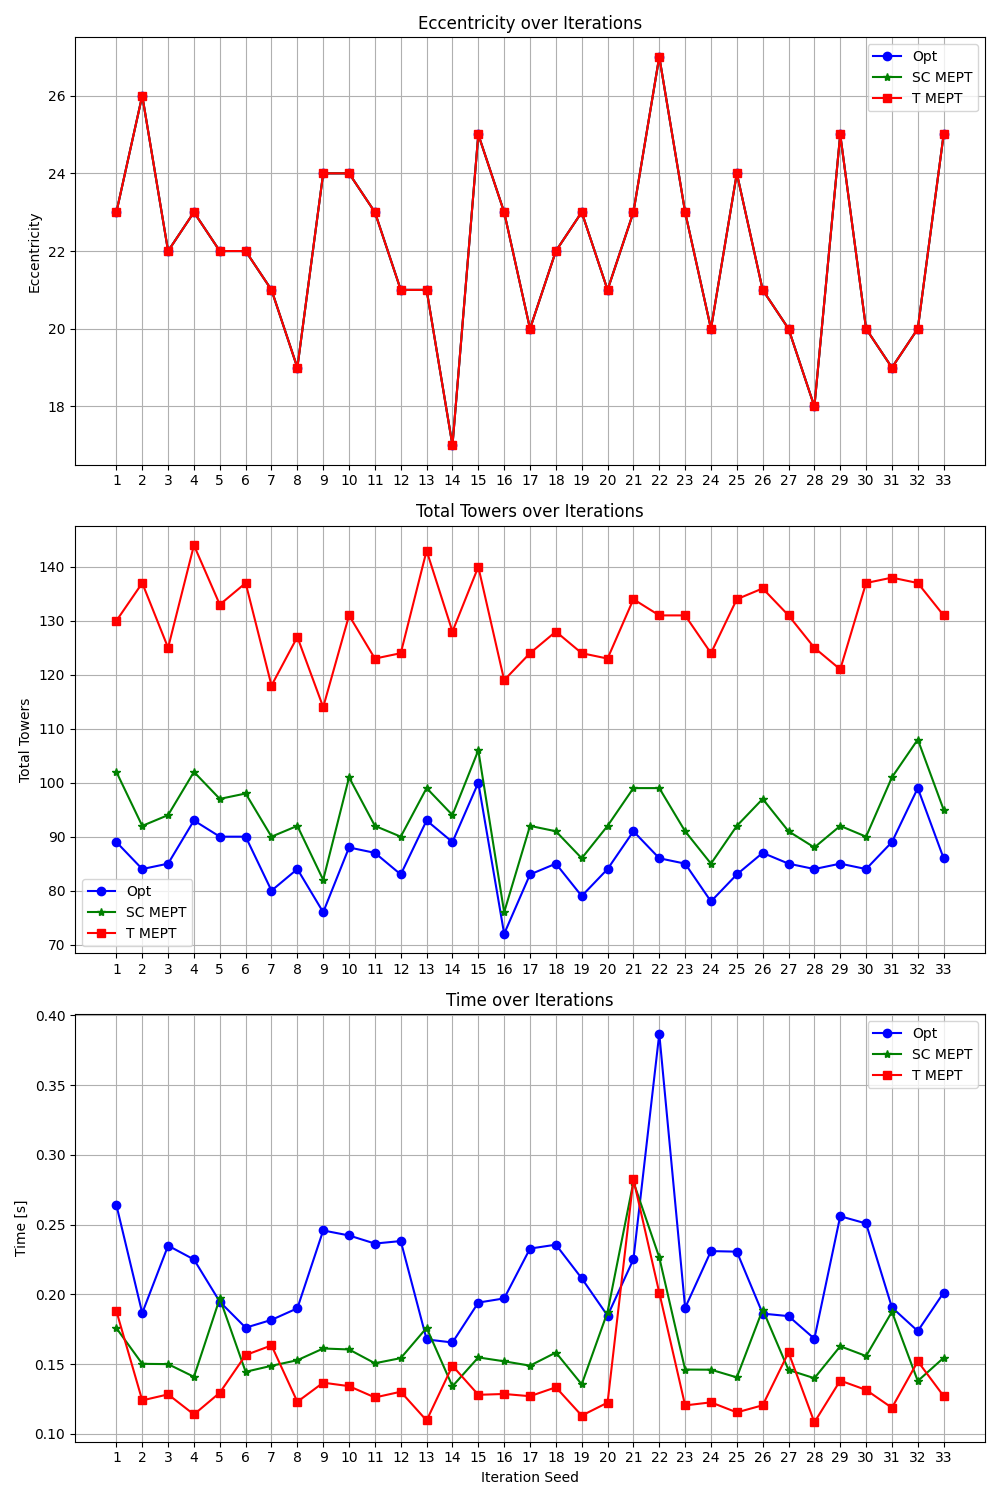 Eccentricity over Iterations
Opt
SC MEPT
T MEPT
Eccentricity
26
24
22
20
18
1 2 3 4 5 6 7 8 9 10 11 12 13 14 15 16 17 18 19 20 21 22 23 24 25 26 27 28 29 30 31 32 33
Total Towers over Iterations
Total Towers
140
130
120
110
100
90
80
70
Opt
SC MEPT
T MEPT
1 2 3 4 5 6 7 8 9 10 11 12 13 14 15 16 17 18 19 20 21 22 23 24 25 26 27 28 29 30 31 32 33
Time over Iterations
Opt
SC MEPT
T MEPT
Time [s]
0.40
0.35
0.30
0.25
0.20
0.15
0.10
1 2 3 4 5 6 7 8 9 10 11 12 13 14 15 16 17 18 19 20 21 22 23 24 25 26 27 28 29 30 31 32 33
Iteration Seed